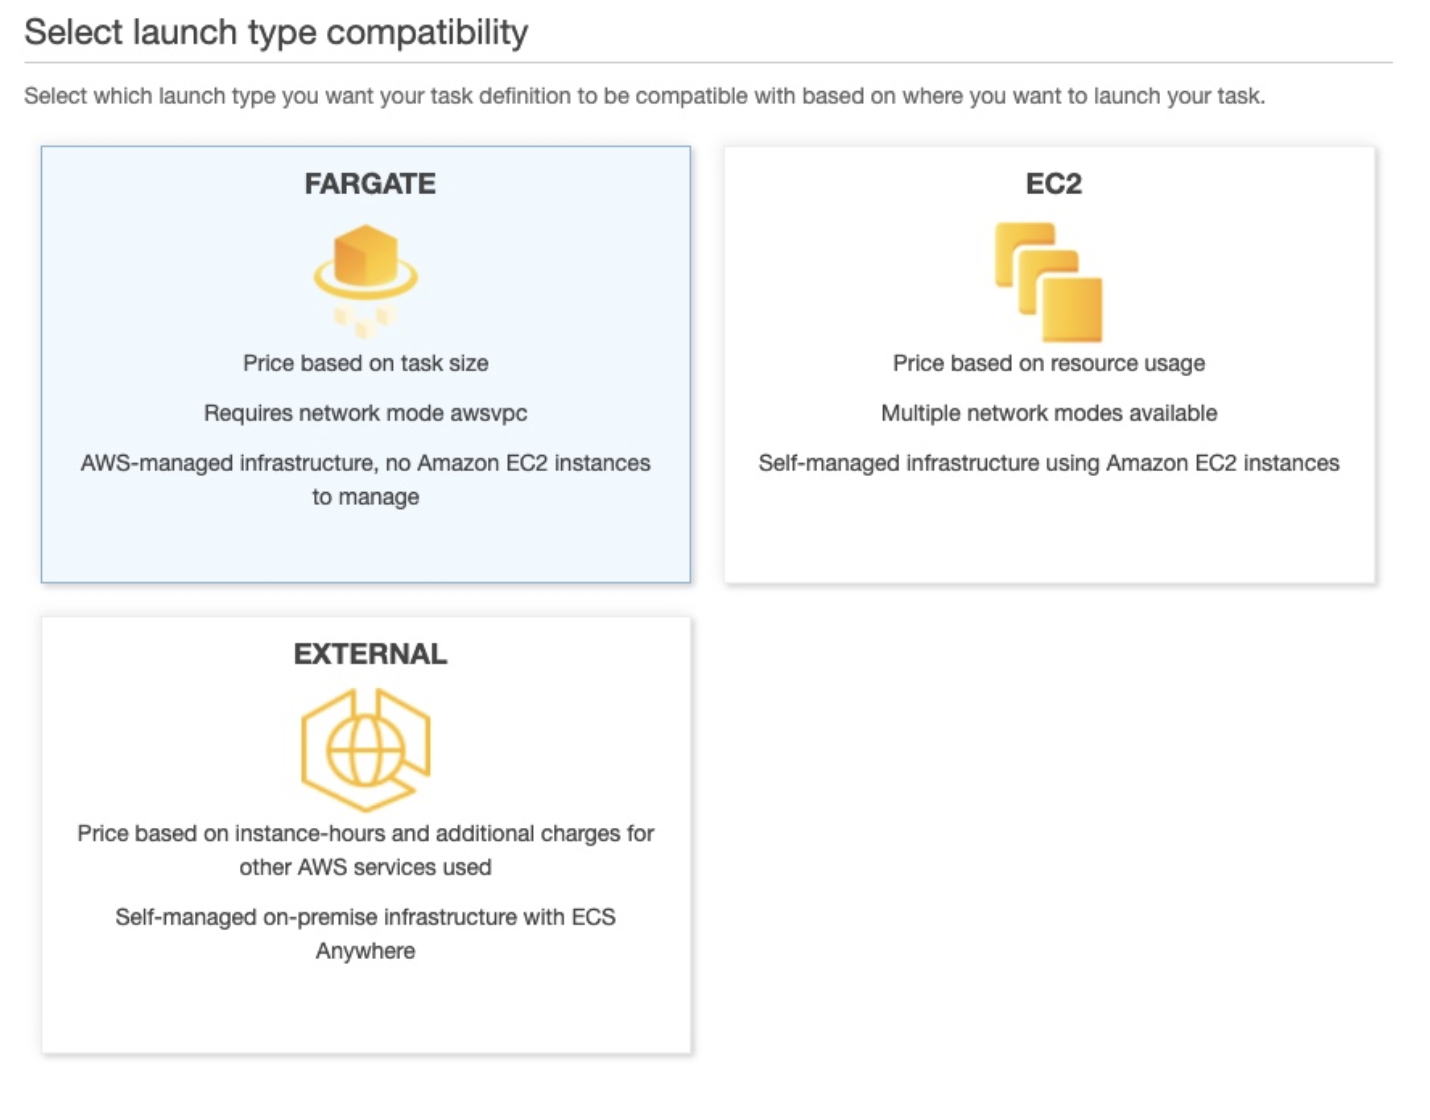 Select launch type compatibility
Select which launch type you want your task definition to be compatible with based on where you want to launch your task.
FARGATE
Price based on task size
Requires network mode awsvpc
AWS-managed infrastructure, no Amazon EC2 instances
to manage
EC2
Price based on resource usage
Multiple network modes available
Self-managed infrastructure using Amazon EC2 instances
EXTERNAL
Price based on instance-hours and additional charges for
other AWS services used
Self-managed on-premise infrastructure with ECS
Anywhere